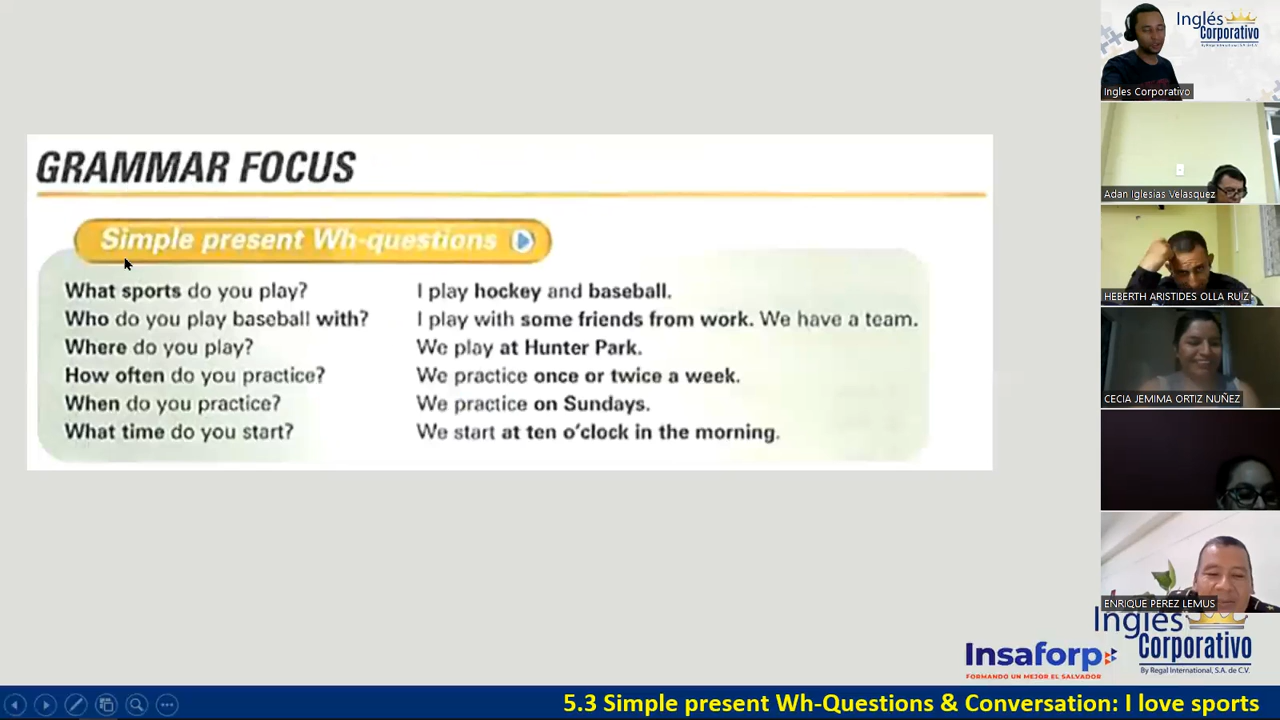 GRAMMAR FOCUS
Simple present Wh-questions
What sports do you play? I play hockey and baseball.
Who do you play baseball with? I play with some friends from work. We have a team.
Where do you play? We play at Hunter Park.
How often do you practice? We practice once or twice a week.
When do you practice? We practice on Sundays.
What time do you start? We start at ten o'clock in the morning.
Inglés
Corporativo
By Regal International, S.A. de C.V.
Ingles Corporativo
Adan Iglesias Velasquez
HEBERTH ARISTIDES OLLA RUIZ
CECIA JEMIMA ORTIZ NUÑEZ
ENRIQUE PEREZ LEMUS
Insaforp
FORMANDO UN MEJOR EL SALVADOR
Inglés
Corporativo
By Regal International, S.A. de C.V.
5.3 Simple present Wh-Questions & Conversation: I love sports